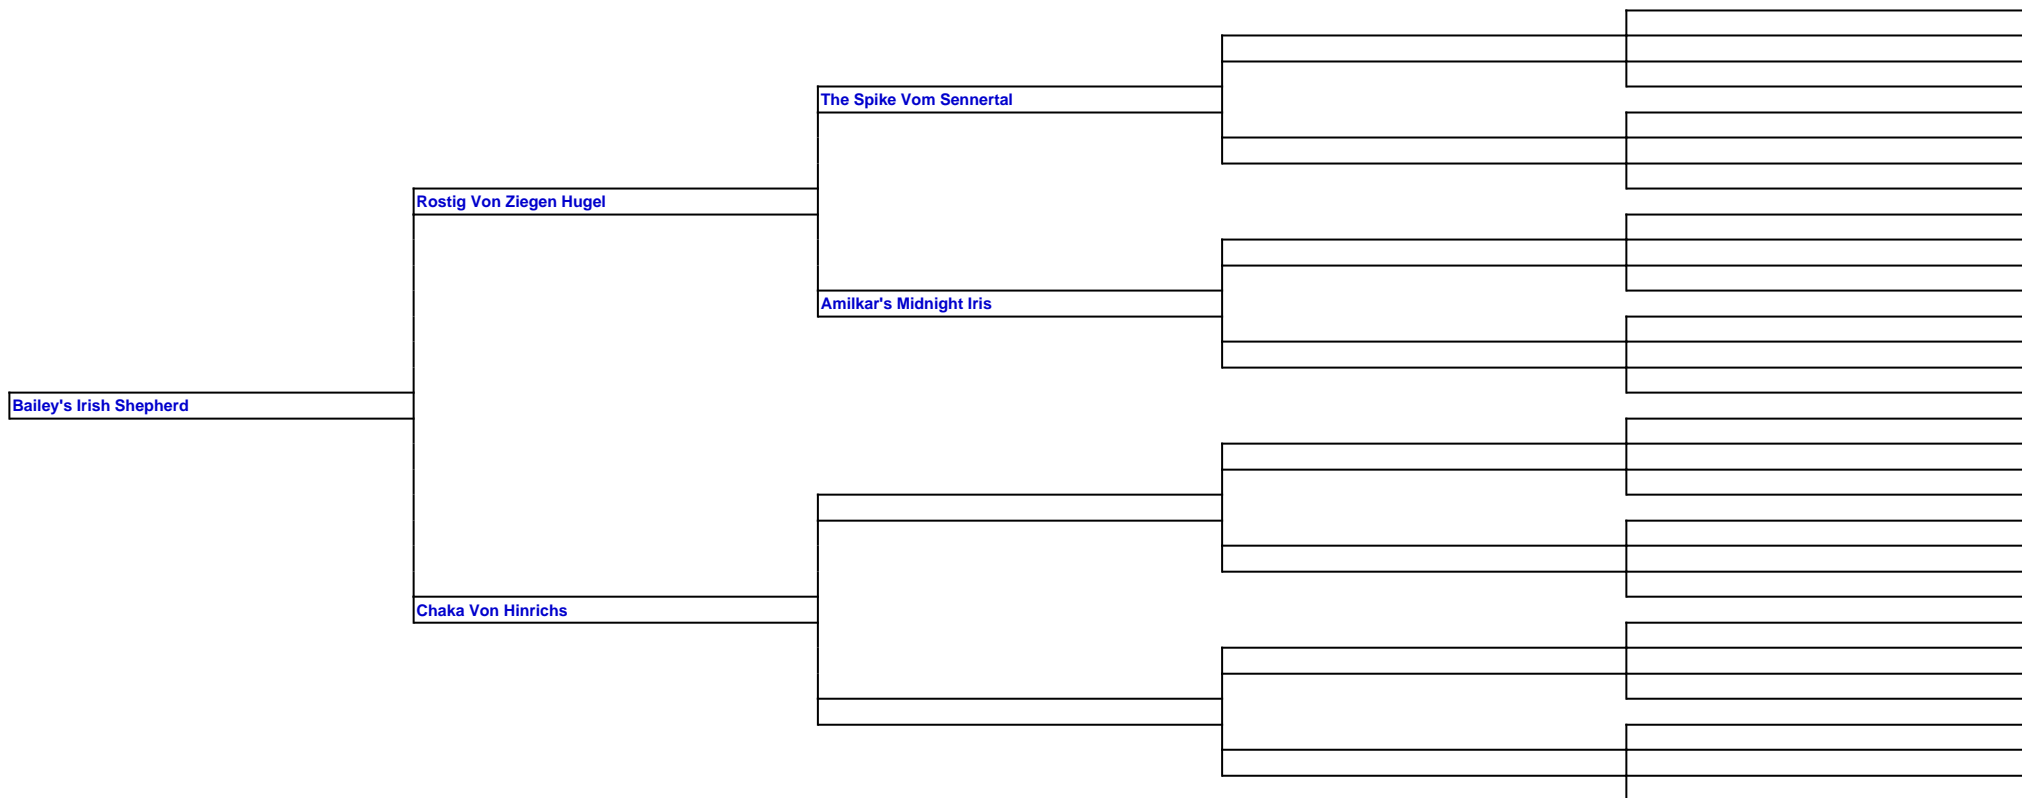 The Spike Vom Sennertal
Rostig Von Ziegen Hugel
Amilkar's Midnight Iris
Bailey's Irish Shepherd
Chaka Von Hinrichs